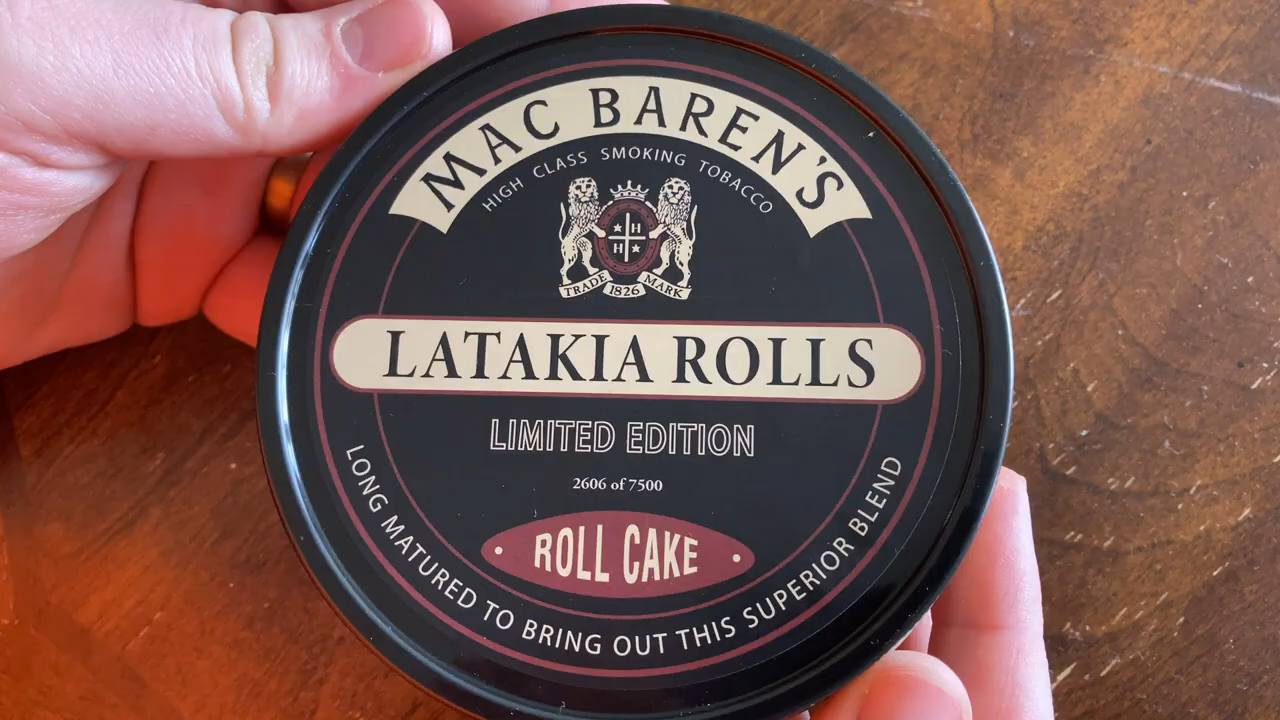 MAC BAREN'S
HIGH CLASS SMOKING TOBACCO
H
H
TRADE 1826 MARK
LATAKIA ROLLS
LIMITED EDITION
2606 of 7500
ROLL CAKE
LONG MATURED TO BRING OUT THIS SUPERIOR BLEND